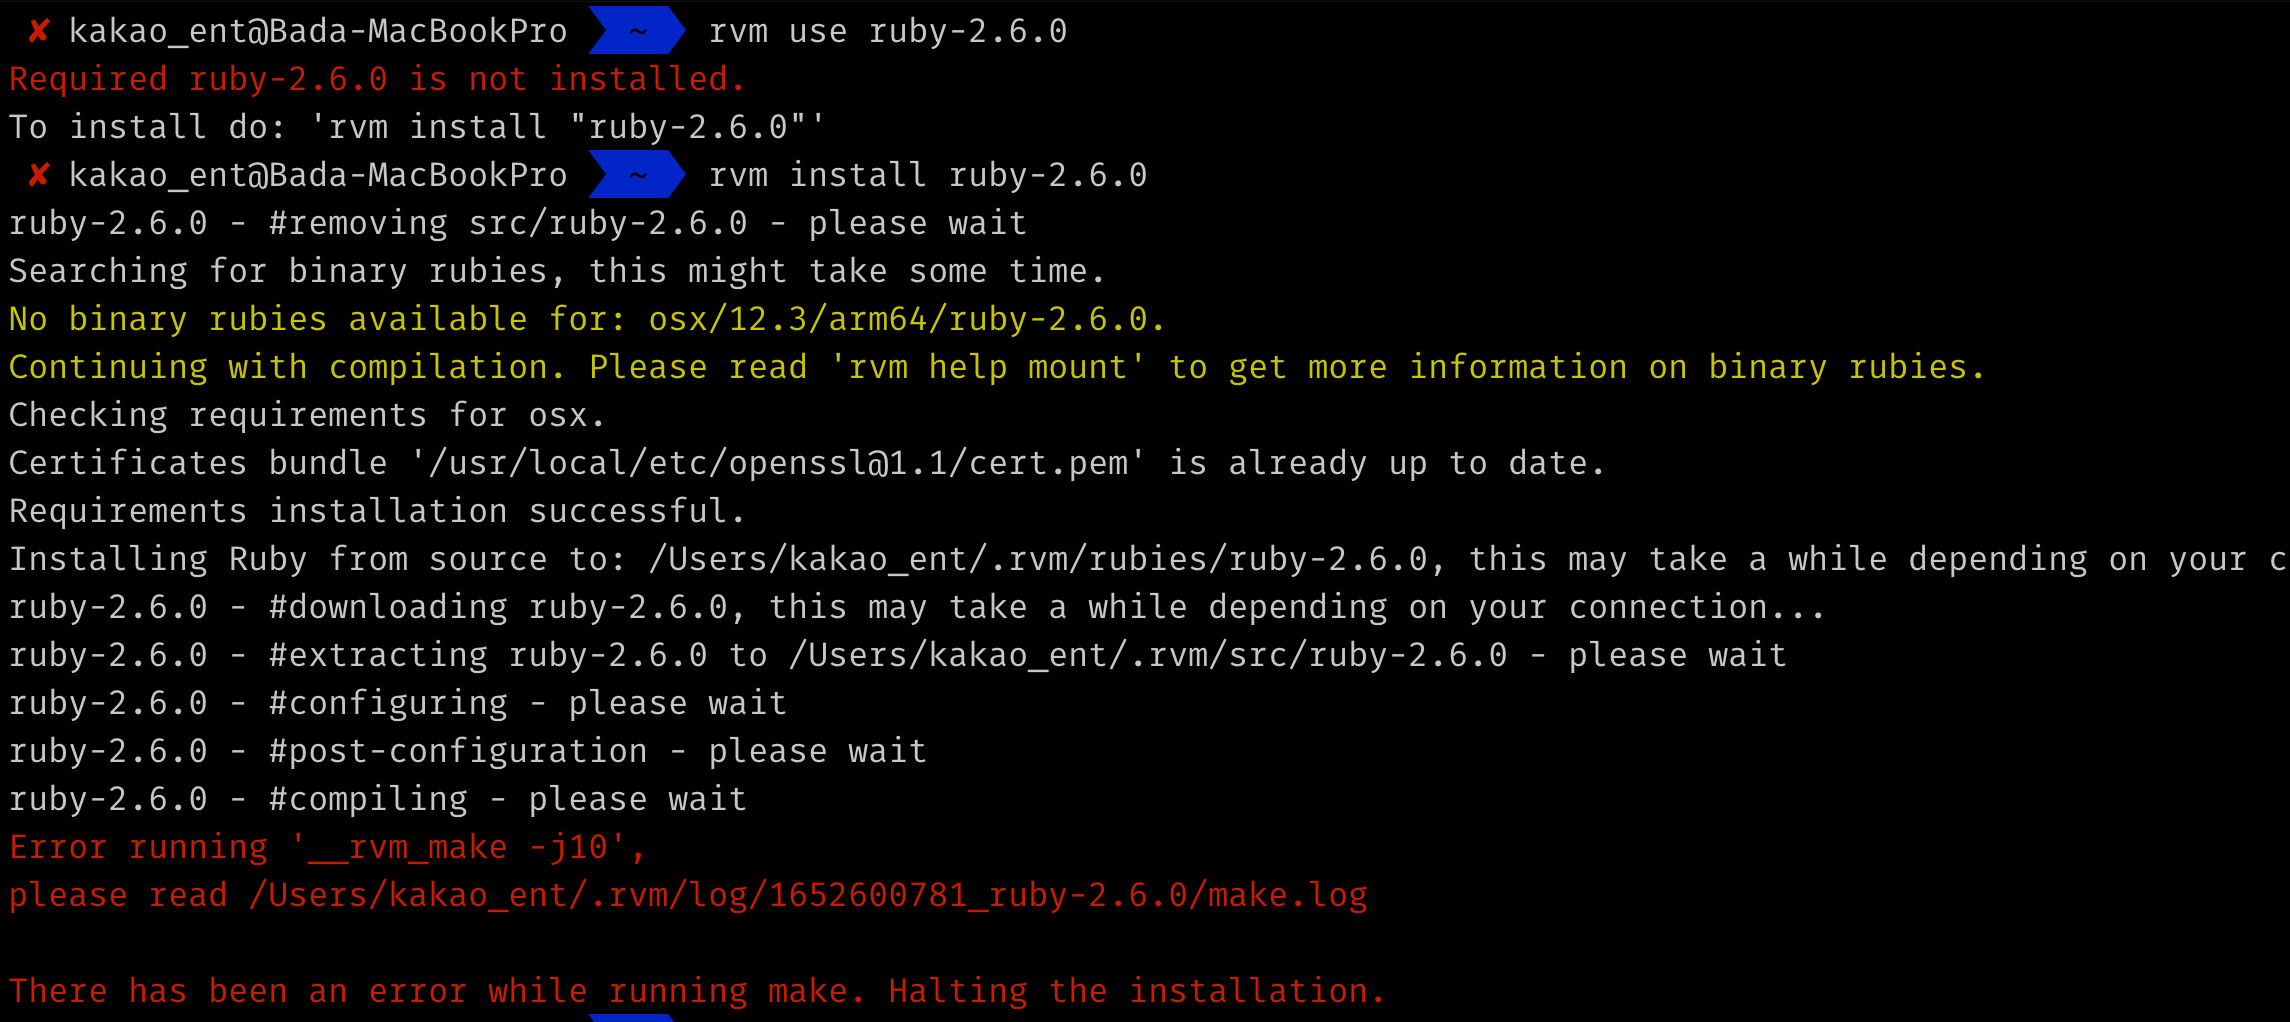 ✘ kakao_ent@Bada-MacBookPro ~ rvm use ruby-2.6.0
Required ruby-2.6.0 is not installed.
To install do: 'rvm install "ruby-2.6.0"'
✘ kakao_ent@Bada-MacBookPro ~ rvm install ruby-2.6.0
ruby-2.6.0 - #removing src/ruby-2.6.0 - please wait
Searching for binary rubies, this might take some time.
No binary rubies available for: osx/12.3/arm64/ruby-2.6.0.
Continuing with compilation. Please read 'rvm help mount' to get more information on binary rubies.
Checking requirements for osx.
Certificates bundle '/usr/local/etc/openssl@1.1/cert.pem' is already up to date.
Requirements installation successful.
Installing Ruby from source to: /Users/kakao_ent/.rvm/rubies/ruby-2.6.0, this may take a while depending on your c
ruby-2.6.0 - #downloading ruby-2.6.0, this may take a while depending on your connection...
ruby-2.6.0 - #extracting ruby-2.6.0 to /Users/kakao_ent/.rvm/src/ruby-2.6.0 - please wait
ruby-2.6.0 - #configuring - please wait
ruby-2.6.0 - #post-configuration - please wait
ruby-2.6.0 - #compiling - please wait
Error running '__rvm_make -j10',
please read /Users/kakao_ent/.rvm/log/1652600781_ruby-2.6.0/make.log
There has been an error while running make. Halting the installation.